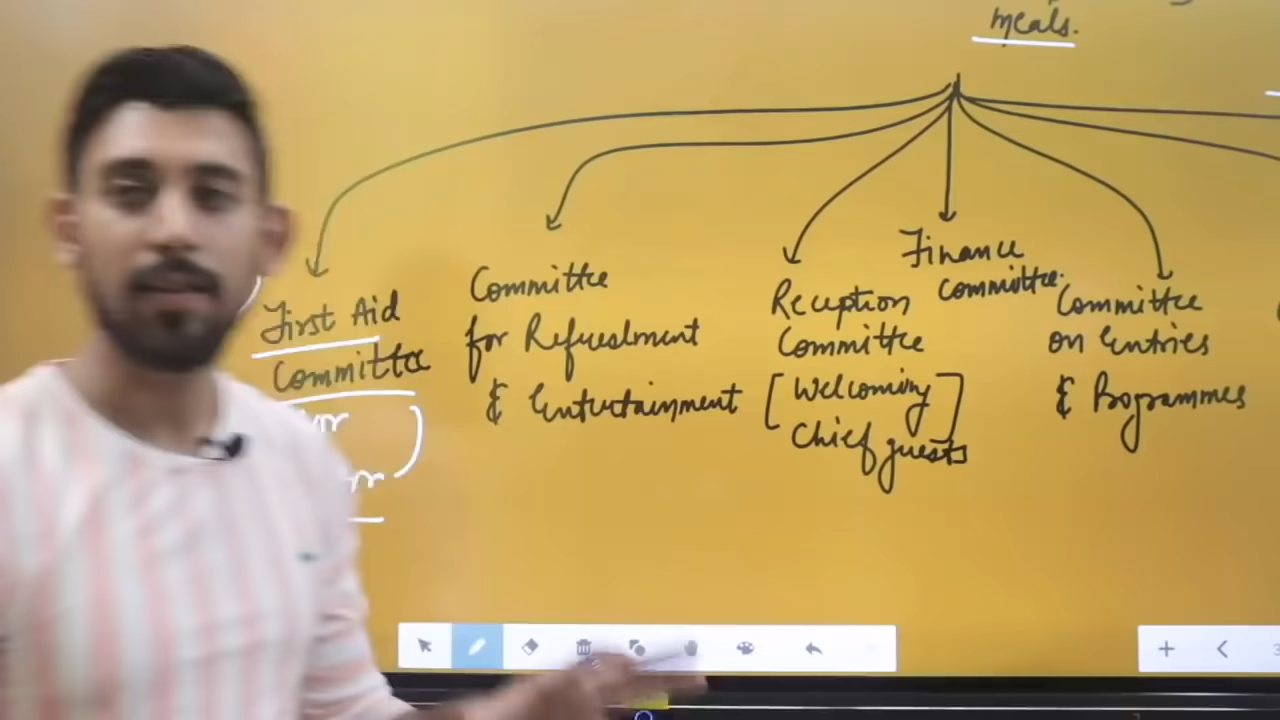 meals.
First Aid
Committee
Committee
for Refreshment
& Entertainment
Reception
Committee
[Welcoming]
Chief guests
Finance
Committee.
Committee
on Entries
& Programmes